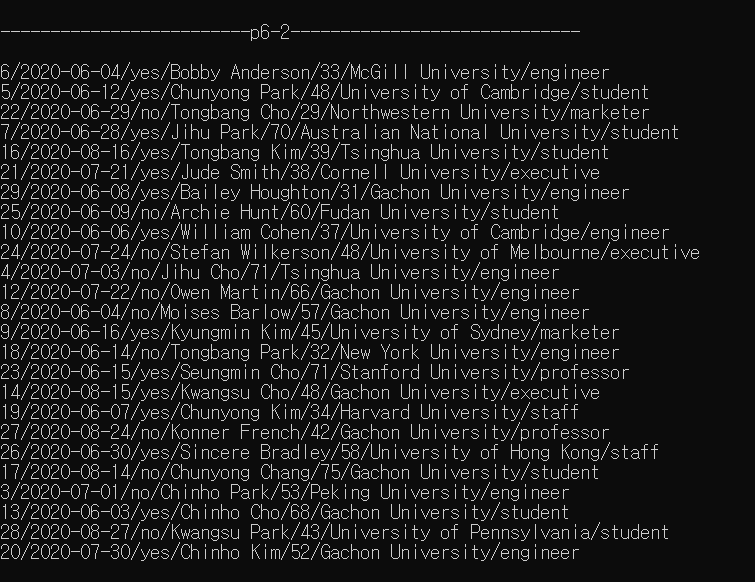 -------------------------p6-2-----------------------------
6/2020-06-04/yes/Bobby Anderson/33/McGill University/engineer
5/2020-06-12/yes/Chunyong Park/48/University of Cambridge/student
22/2020-06-29/no/Tongbang Cho/29/Northwestern University/marketer
7/2020-06-28/yes/Jihu Park/70/Australian National University/student
16/2020-08-16/yes/Tongbang Kim/39/Tsinghua University/student
21/2020-07-21/yes/Jude Smith/38/Cornell University/executive
29/2020-06-08/yes/Bailey Houghton/31/Gachon University/engineer
25/2020-06-09/no/Archie Hunt/60/Fudan University/student
10/2020-06-06/yes/William Cohen/37/University of Cambridge/engineer
24/2020-07-24/no/Stefan Wilkerson/48/University of Melbourne/executive
4/2020-07-03/no/Jihu Cho/71/Tsinghua University/engineer
12/2020-07-22/no/Owen Martin/66/Gachon University/engineer
8/2020-06-04/no/Moises Barlow/57/Gachon University/engineer
9/2020-06-16/yes/Kyungmin Kim/45/University of Sydney/marketer
18/2020-06-14/no/Tongbang Park/32/New York University/engineer
23/2020-06-15/yes/Seungmin Cho/71/Stanford University/professor
14/2020-08-15/yes/Kwangsu Cho/48/Gachon University/executive
19/2020-06-07/yes/Chunyong Kim/34/Harvard University/staff
27/2020-08-24/no/Konner French/42/Gachon University/professor
26/2020-06-30/yes/Sincere Bradley/58/University of Hong Kong/staff
17/2020-08-14/no/Chunyong Chang/75/Gachon University/student
3/2020-07-01/no/Chinho Park/53/Peking University/engineer
13/2020-06-03/yes/Chinho Cho/68/Gachon University/student
28/2020-08-27/no/Kwangsu Park/43/University of Pennsylvania/student
20/2020-07-30/yes/Chinho Kim/52/Gachon University/engineer